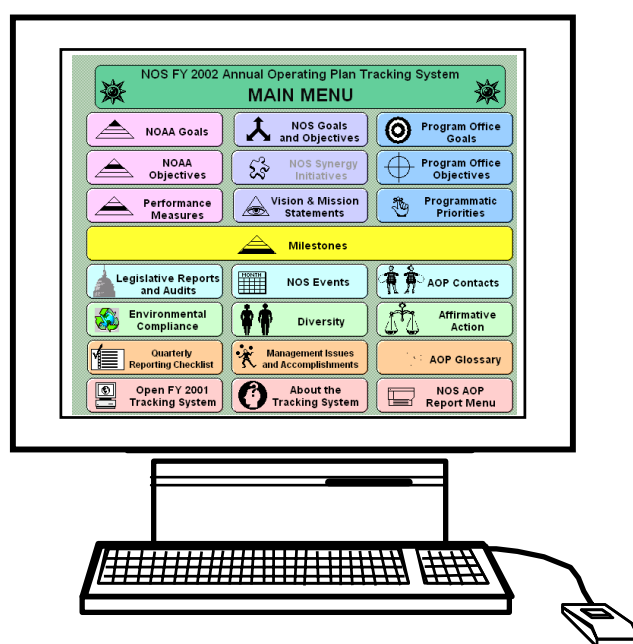 NOS FY 2002 Annual Operating Plan Tracking System
MAIN MENU
NOAA Goals
NOS Goals
and Objectives
Program Office
Goals
NOAA
Objectives
NOS Synergy
Initiatives
Program Office
Objectives
Performance
Measures
Vision & Mission
Statements
Programmatic
Priorities
Milestones
Legislative Reports
and Audits
MONTH
NOS Events
AOP Contacts
Environmental
Compliance
Diversity
Affirmative
Action
Quarterly
Reporting Checklist
Management Issues
and Accomplishments
AOP Glossary
Open FY 2001
Tracking System
About the
Tracking System
NOS AOP
Report Menu